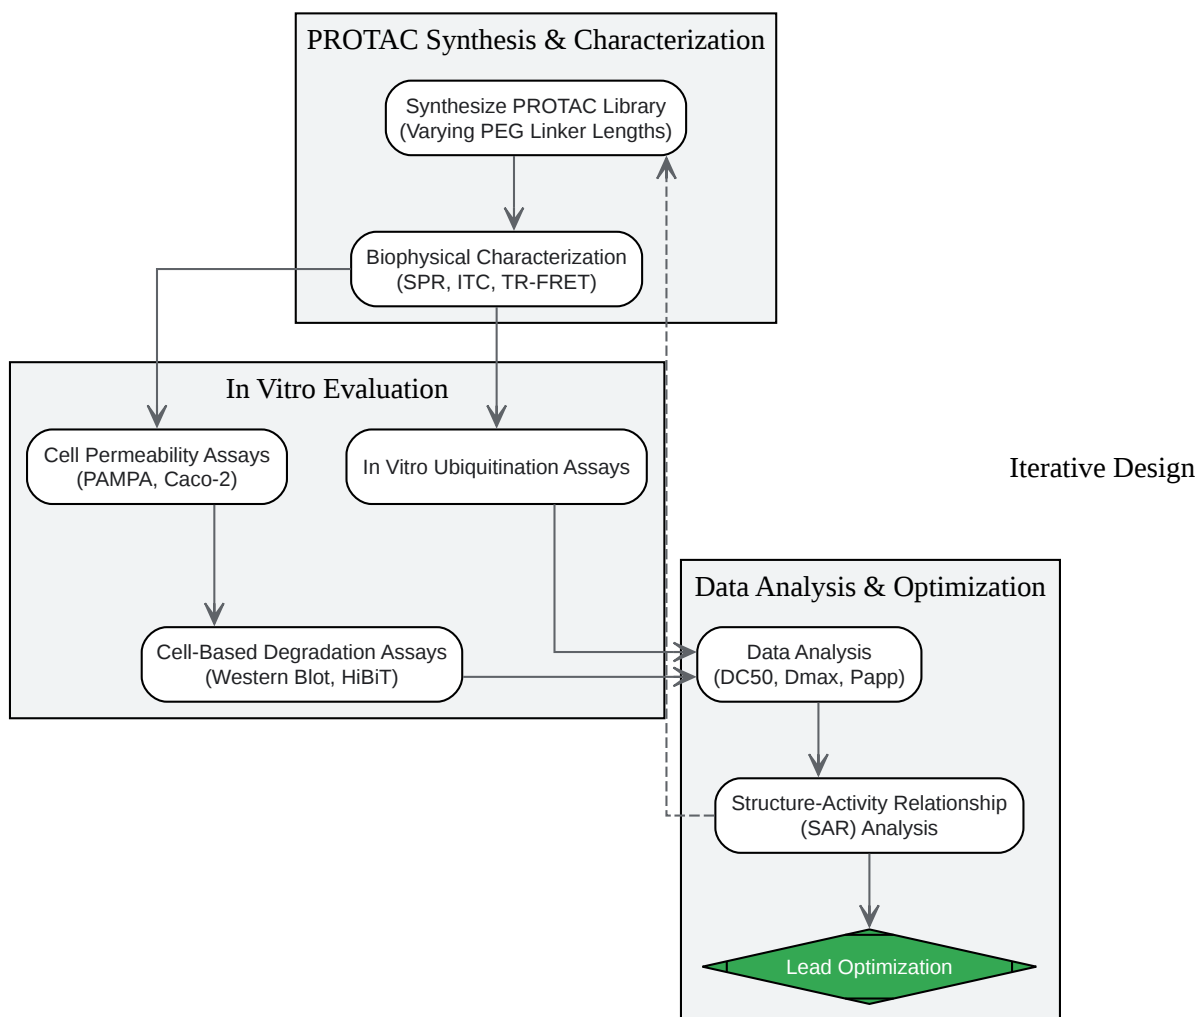 PROTAC Synthesis & Characterization
Synthesize PROTAC Library
(Varying PEG Linker Lengths)
Biophysical Characterization
(SPR, ITC, TR-FRET)
In Vitro Evaluation
Cell Permeability Assays
(PAMPA, Caco-2)
In Vitro Ubiquitination Assays
Iterative Design
Cell-Based Degradation Assays
(Western Blot, HiBiT)
Data Analysis & Optimization
Data Analysis
(DC50, Dmax, Papp)
Structure-Activity Relationship
(SAR) Analysis
Lead Optimization